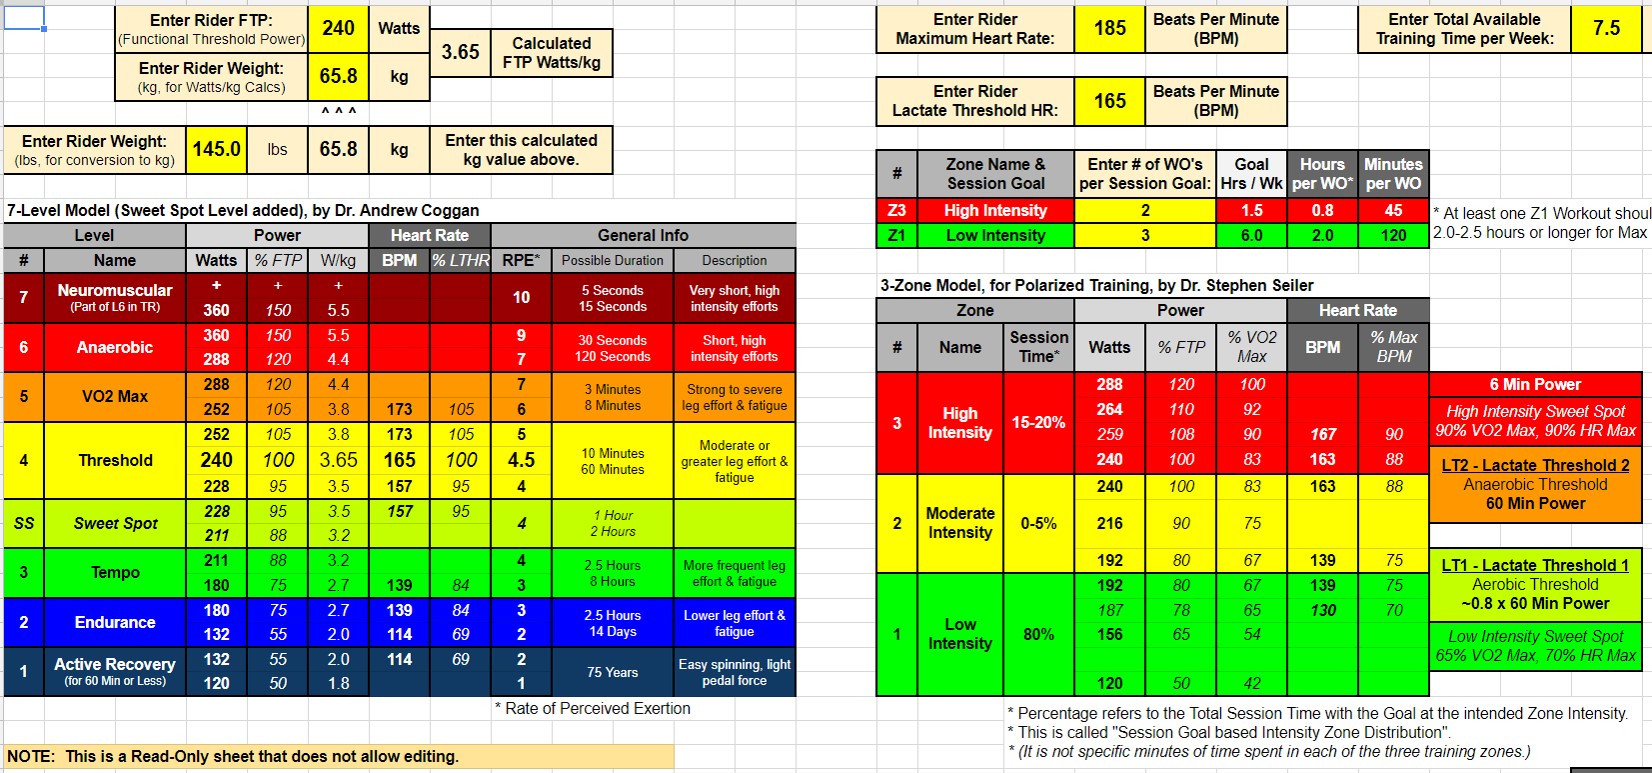 Enter Rider FTP:
(Functional Threshold Power)
240 Watts
Enter Rider Weight:
(kg, for Watts/kg Calcs)
65.8 kg
3.65 Calculated
FTP Watts/kg
^ ^ ^
Enter Rider Weight:
(lbs, for conversion to kg)
145.0 lbs 65.8 kg
Enter this calculated
kg value above.
Enter Rider
Maximum Heart Rate:
185 Beats Per Minute
(BPM)
Enter Total Available
Training Time per Week:
7.5
Enter Rider
Lactate Threshold HR:
165 Beats Per Minute
(BPM)
# Zone Name & Enter # of WO's Goal Hours Minutes
Session Goal per Session Goal: Hrs / Wk per WO* per WO
Z3 High Intensity 2 1.5 0.8 45
Z1 Low Intensity 3 6.0 2.0 120
* At least one Z1 Workout shoul
2.0-2.5 hours or longer for Max
7-Level Model (Sweet Spot Level added), by Dr. Andrew Coggan
Level Power Heart Rate General Info
# Name Watts % FTP W/kg BPM % LTHR RPE* Possible Duration Description
7 Neuromuscular
(Part of L6 in TR)
+ + +
360 150 5.5
10
5 Seconds
15 Seconds
Very short, high
intensity efforts
6 Anaerobic
360 150 5.5 9
288 120 4.4 7
30 Seconds
120 Seconds
Short, high
intensity efforts
5 VO2 Max
288 120 4.4 7
252 105 3.8 173 105 6
3 Minutes
8 Minutes
Strong to severe
leg effort & fatigue
4 Threshold
252 105 3.8 173 105 5
240 100 3.65 165 100 4.5
228 95 3.5 157 95 4
10 Minutes
60 Minutes
Moderate or
greater leg effort &
fatigue
SS Sweet Spot
228 95 3.5 157 95
211 88 3.2
4
1 Hour
2 Hours
3 Tempo
211 88 3.2 4
180 75 2.7 139 84 3
2.5 Hours
8 Hours
More frequent leg
effort & fatigue
2 Endurance
180 75 2.7 139 84 3
132 55 2.0 114 69 2
2.5 Hours
14 Days
Lower leg effort &
fatigue
1 Active Recovery
(for 60 Min or Less)
132 55 2.0 114 69 2
120 50 1.8 1
75 Years
Easy spinning, light
pedal force
* Rate of Perceived Exertion
NOTE: This is a Read-Only sheet that does not allow editing.
3-Zone Model, for Polarized Training, by Dr. Stephen Seiler
Zone Power Heart Rate
# Name Session
Time*
Watts % FTP % VO2
Max
BPM % Max
BPM
3 High
Intensity
15-20%
288 120 100
264 110 92
259 108 90 167 90
240 100 83 163 88
2 Moderate
Intensity
0-5%
240 100 83 163 88
216 90 75
192 80 67 139 75
1 Low
Intensity
80%
192 80 67 139 75
187 78 65 130 70
156 65 54
120 50 42
6 Min Power
High Intensity Sweet Spot
90% VO2 Max, 90% HR Max
LT2 - Lactate Threshold 2
Anaerobic Threshold
60 Min Power
LT1 - Lactate Threshold 1
Aerobic Threshold
~0.8 x 60 Min Power
Low Intensity Sweet Spot
65% VO2 Max, 70% HR Max
* Percentage refers to the Total Session Time with the Goal at the intended Zone Intensity.
* This is called "Session Goal based Intensity Zone Distribution".
* (It is not specific minutes of time spent in each of the three training zones.)